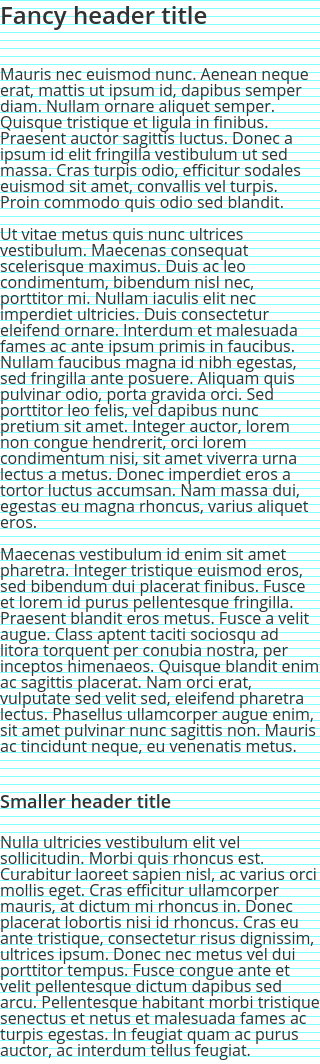 Fancy header title
Mauris nec euismod nunc. Aenean neque
erat, mattis ut ipsum id, dapibus semper
diam. Nullam ornare aliquet semper.
Quisque tristique et ligula in finibus.
Praesent auctor sagittis luctus. Donec a
ipsum id elit fringilla vestibulum ut sed
massa. Cras turpis odio, efficitur sodales
euismod sit amet, convallis vel turpis.
Proin commodo quis odio sed blandit.
Ut vitae metus quis nunc ultrices
vestibulum. Maecenas consequat
scelerisque maximus. Duis ac leo
condimentum, bibendum nisl nec,
porttitor mi. Nullam iaculis elit nec
imperdiet ultricies. Duis consectetur
eleifend ornare. Interdum et malesuada
fames ac ante ipsum primis in faucibus.
Nullam faucibus magna id nibh egestas,
sed fringilla ante posuere. Aliquam quis
pulvinar odio, porta gravida orci. Sed
porttitor leo felis, vel dapibus nunc
pretium sit amet. Integer auctor, lorem
non congue hendrerit, orci lorem
condimentum nisi, sit amet viverra urna
lectus a metus. Donec imperdiet eros a
tortor luctus accumsan. Nam massa dui,
egestas eu magna rhoncus, varius aliquet
eros.
Maecenas vestibulum id enim sit amet
pharetra. Integer tristique euismod eros,
sed bibendum dui placerat finibus. Fusce
et lorem id purus pellentesque fringilla.
Praesent blandit eros metus. Fusce a velit
augue. Class aptent taciti sociosqu ad
litora torquent per conubia nostra, per
inceptos himenaeos. Quisque blandit enim
ac sagittis placerat. Nam orci erat,
vulputate sed velit sed, eleifend pharetra
lectus. Phasellus ullamcorper augue enim,
sit amet pulvinar nunc sagittis non. Mauris
ac tincidunt neque, eu venenatis metus.
Smaller header title
Nulla ultricies vestibulum elit vel
sollicitudin. Morbi quis rhoncus est.
Curabitur laoreet sapien nisl, ac varius orci
mollis eget. Cras efficitur ullamcorper
mauris, at dictum mi rhoncus in. Donec
placerat lobortis nisi id rhoncus. Cras eu
ante tristique, consectetur risus dignissim,
ultrices ipsum. Donec nec metus vel dui
porttitor tempus. Fusce congue ante et
velit pellentesque dictum dapibus sed
arcu. Pellentesque habitant morbi tristique
senectus et netus et malesuada fames ac
turpis egestas. In feugiat quam ac purus
auctor, ac interdum tellus feugiat.